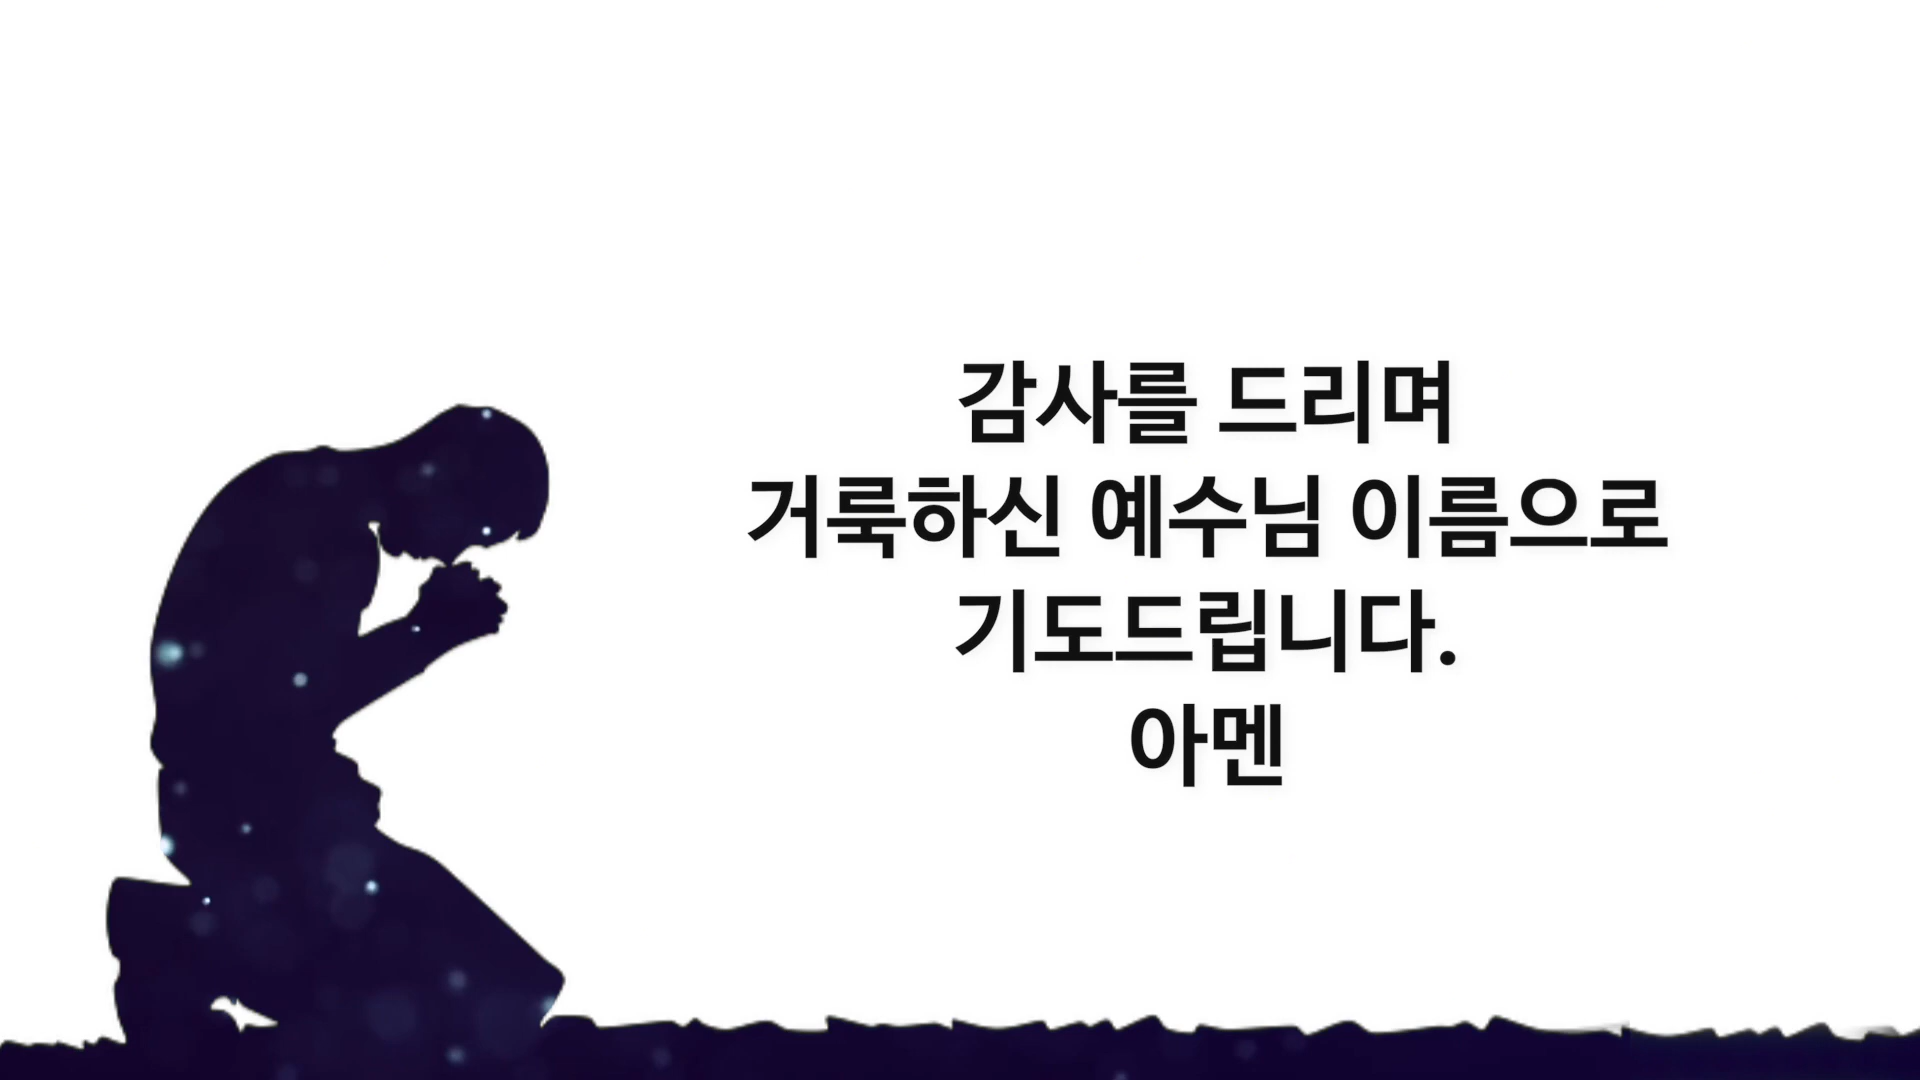 감사를 드리며
거룩하신 예수님 이름으로
기도드립니다.
아멘